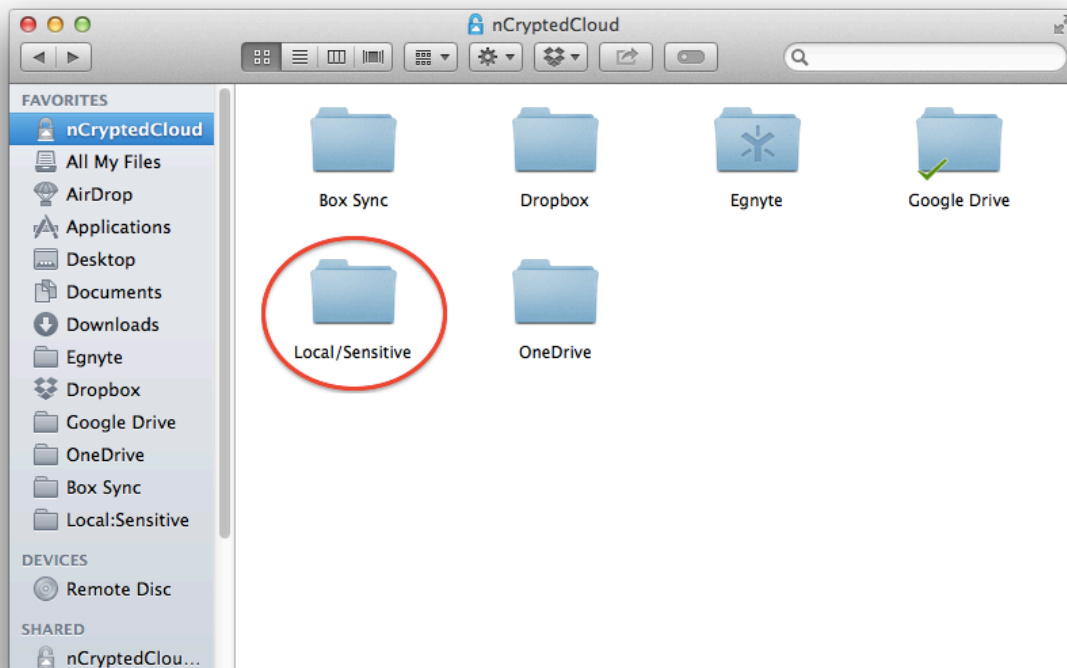 nCryptedCloud
FAVORITES
nCryptedCloud
All My Files
AirDrop
Applications
Desktop
Documents
Downloads
Egnyte
Dropbox
Google Drive
OneDrive
Box Sync
Local:Sensitive
DEVICES
Remote Disc
SHARED
nCryptedClou...
Box Sync
Dropbox
Egnyte
Google Drive
Local/Sensitive
OneDrive